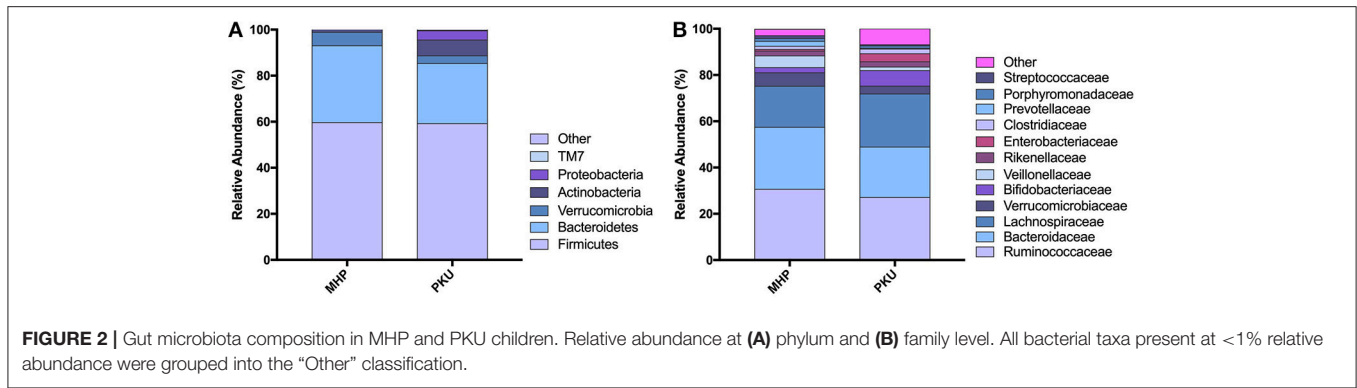 A
Relative Abundance (%)
100
80
60
40
20
0
MHP
PKU
Other
TM7
Proteobacteria
Actinobacteria
Verrucomicrobia
Bacteroidetes
Firmicutes
B
Relative Abundance (%)
100
80
60
40
20
0
MHP
PKU
Other
Streptococcaceae
Porphyromonadaceae
Prevotellaceae
Clostridiaceae
Enterobacteriaceae
Rikenellaceae
Veillonellaceae
Bifidobacteriaceae
Verrucomicrobiaceae
Lachnospiraceae
Bacteroidaceae
Ruminococcaceae
FIGURE 2 | Gut microbiota composition in MHP and PKU children. Relative abundance at (A) phylum and (B) family level. All bacterial taxa present at <1% relative
abundance were grouped into the “Other” classification.